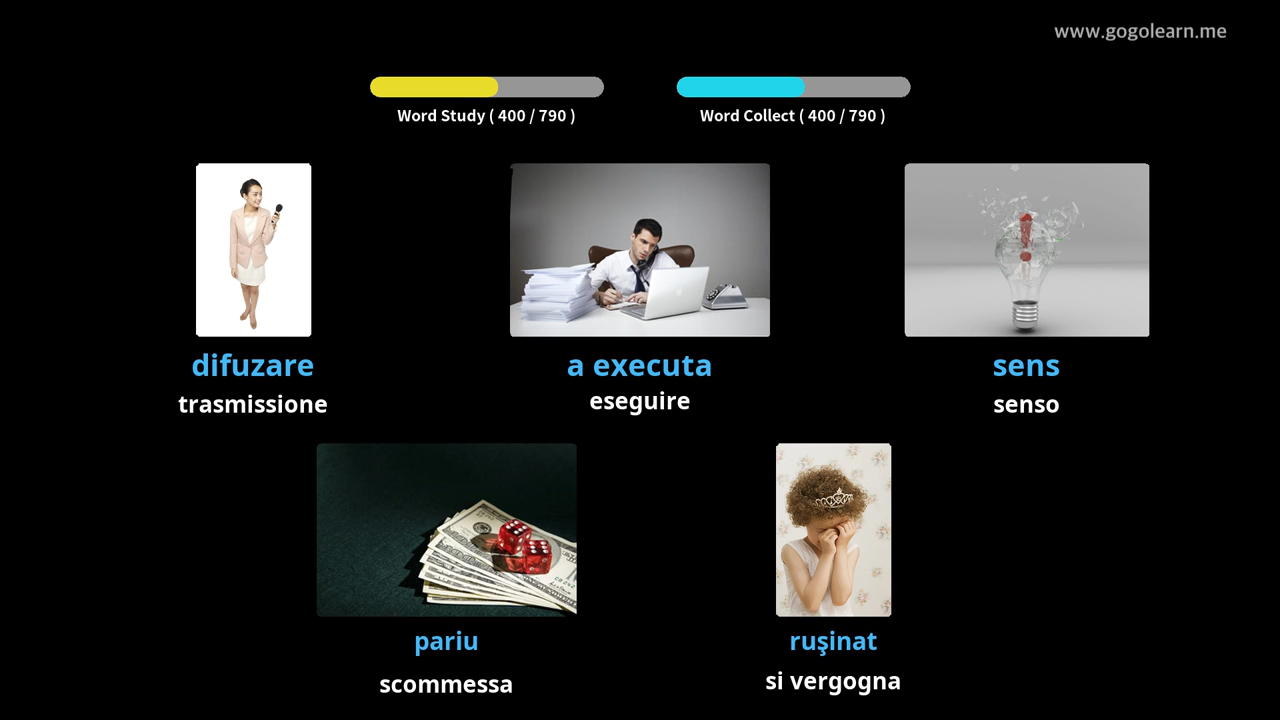 www.gogolearn.me
Word Study ( 400 / 790 )
Word Collect ( 400 / 790 )
difuzare
trasmissione
a executa
eseguire
sens
senso
pariu
scommessa
ruşinat
si vergogna